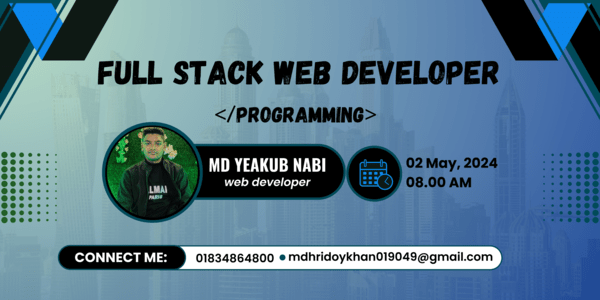 FULL STACK WEB DEVELOPER
</PROGRAMMING>
MD YEAKUB NABI
web developer
02 May, 2024
08.00 AM
CONNECT ME: 01834864800 • mdhridoykhan019049@gmail.com